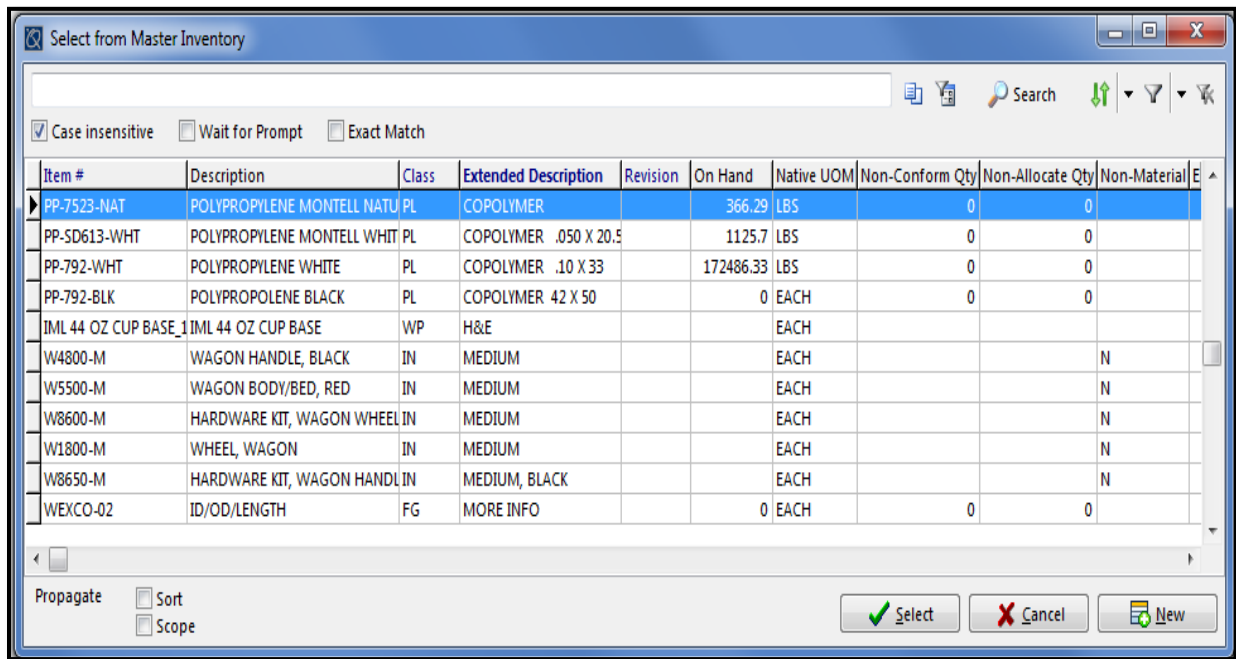 Select from Master Inventory
Search
Case insensitive Wait for Prompt Exact Match
Item # Description Class Extended Description Revision On Hand Native UOM Non-Conform Qty Non-Allocate Qty Non-Material E
PP-7523-NAT POLYPROPYLENE MONTELL NATU PL COPOLYMER 366.29 LBS 0 0
PP-SD613-WHT POLYPROPYLENE MONTELL WHIT PL COPOLYMER .050 X 20.5 1125.7 LBS 0 0
PP-792-WHT POLYPROPYLENE WHITE PL COPOLYMER .10 X 33 172486.33 LBS 0 0
PP-792-BLK POLYPROPOLENE BLACK PL COPOLYMER 42 X 50 0 EACH 0 0
IML 44 OZ CUP BASE_1 IML 44 OZ CUP BASE WP H&E EACH
W4800-M WAGON HANDLE, BLACK IN MEDIUM EACH N
W5500-M WAGON BODY/BED, RED IN MEDIUM EACH N
W8600-M HARDWARE KIT, WAGON WHEEL IN MEDIUM EACH N
W1800-M WHEEL, WAGON IN MEDIUM EACH N
W8650-M HARDWARE KIT, WAGON HANDL IN MEDIUM, BLACK EACH N
WEXCO-02 ID/OD/LENGTH FG MORE INFO 0 EACH 0 0
Propagate Sort
Scope
Select Cancel New